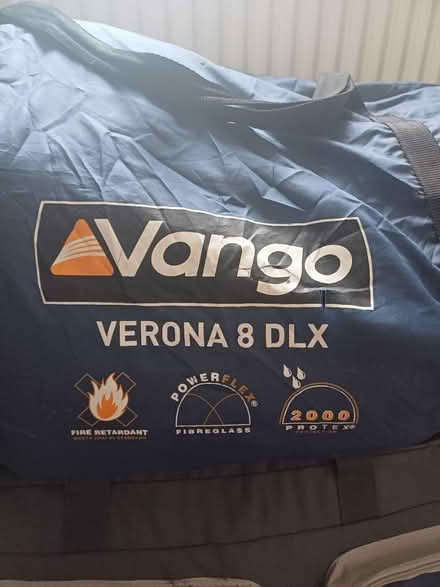 Vango
VERONA 8 DLX
FIRE RETARDANT
POWERFLEX®
FIBREGLASS
2000
PROTEX®